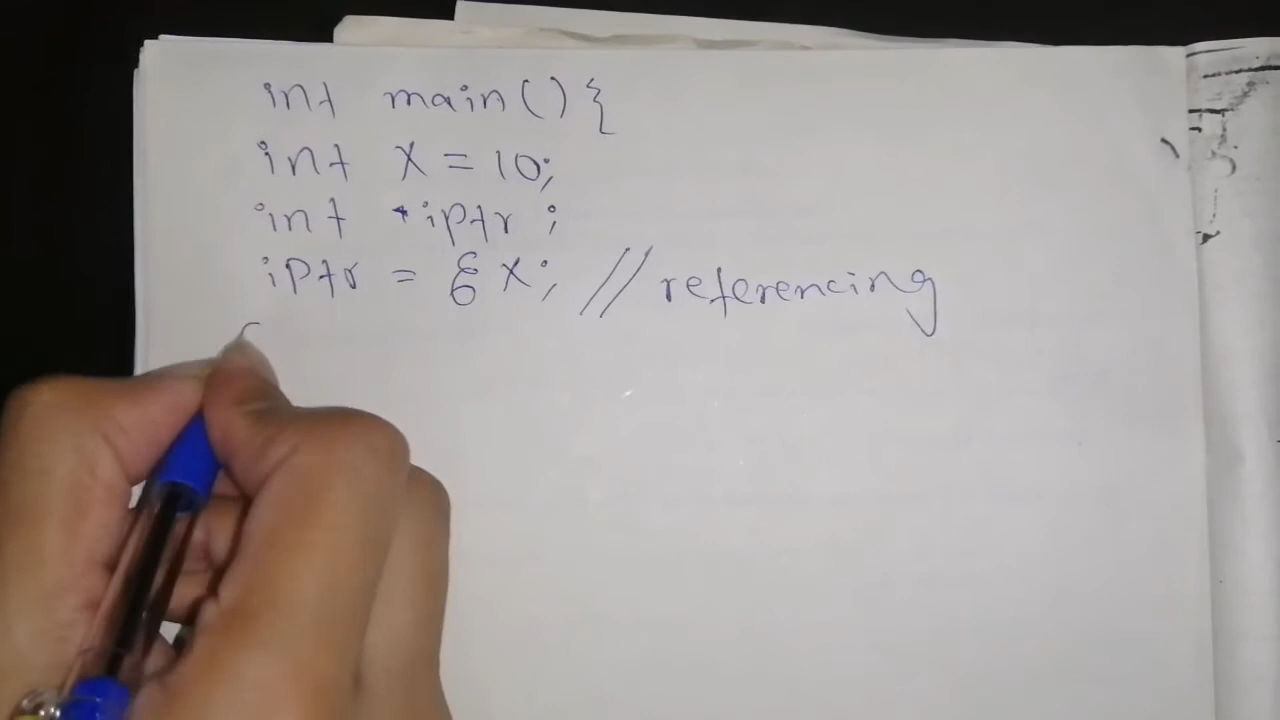 int main(){
int x = 10;
int *iptr ;
iptr = &x; //referencing